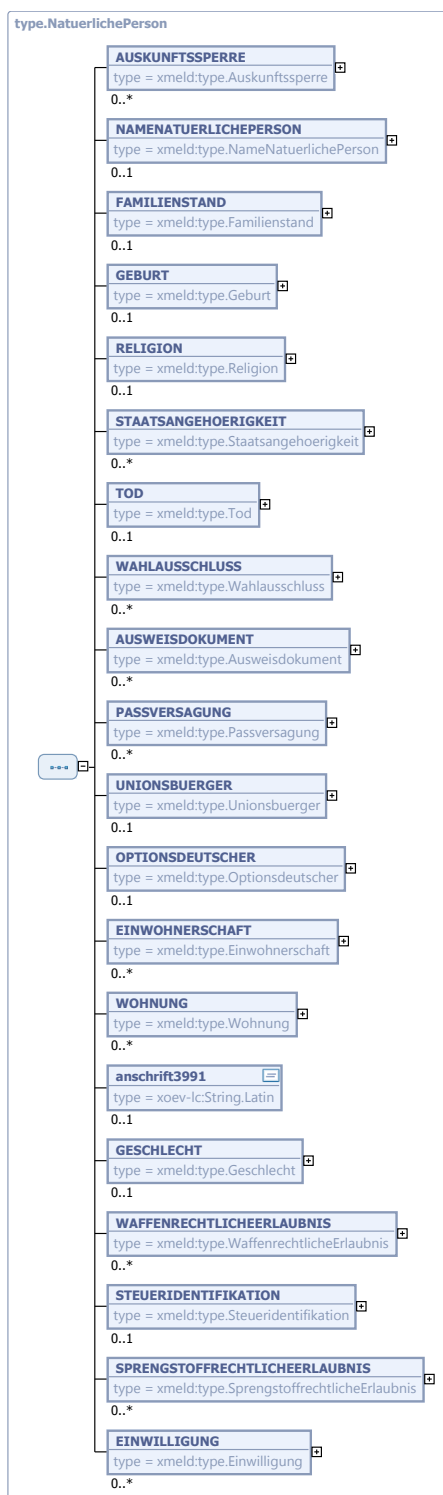 type.NatuerlichePerson
AUSKUNFTSSPERRE
type = xmeld:type.Auskunftssperre
0..*
NAMENATUERLICHEPERSON
type = xmeld:type.NameNatuerlichePerson
0..1
FAMILIENSTAND
type = xmeld:type.Familienstand
0..1
GEBURT
type = xmeld:type.Geburt
0..1
RELIGION
type = xmeld:type.Religion
0..1
STAATSANGEHOERIGKEIT
type = xmeld:type.Staatsangehoerigkeit
0..*
TOD
type = xmeld:type.Tod
0..1
WAHLAUSSCHLUSS
type = xmeld:type.Wahlausschluss
0..*
AUSWEISDOKUMENT
type = xmeld:type.Ausweisdokument
0..*
PASSVERSAGUNG
type = xmeld:type.Passversagung
0..*
UNIONSBUERGER
type = xmeld:type.Unionsbuerger
0..1
OPTIONSDEUTSCHER
type = xmeld:type.Optionsdeutscher
0..1
EINWOHNERSCHAFT
type = xmeld:type.Einwohnerschaft
0..*
WOHNUNG
type = xmeld:type.Wohnung
0..*
anschrift3991
type = xoev-lc:String.Latin
0..1
GESCHLECHT
type = xmeld:type.Geschlecht
0..1
WAFFENRECHTLICHEERLAUBNIS
type = xmeld:type.WaffenrechtlicheErlaubnis
0..*
STEUERIDENTIFIKATION
type = xmeld:type.Steueridentifikation
0..1
SPRENGSTOFFRECHTLICHEERLAUBNIS
type = xmeld:type.SprengstoffrechtlicheErlaubnis
0..*
EINWILLIGUNG
type = xmeld:type.Einwilligung
0..*